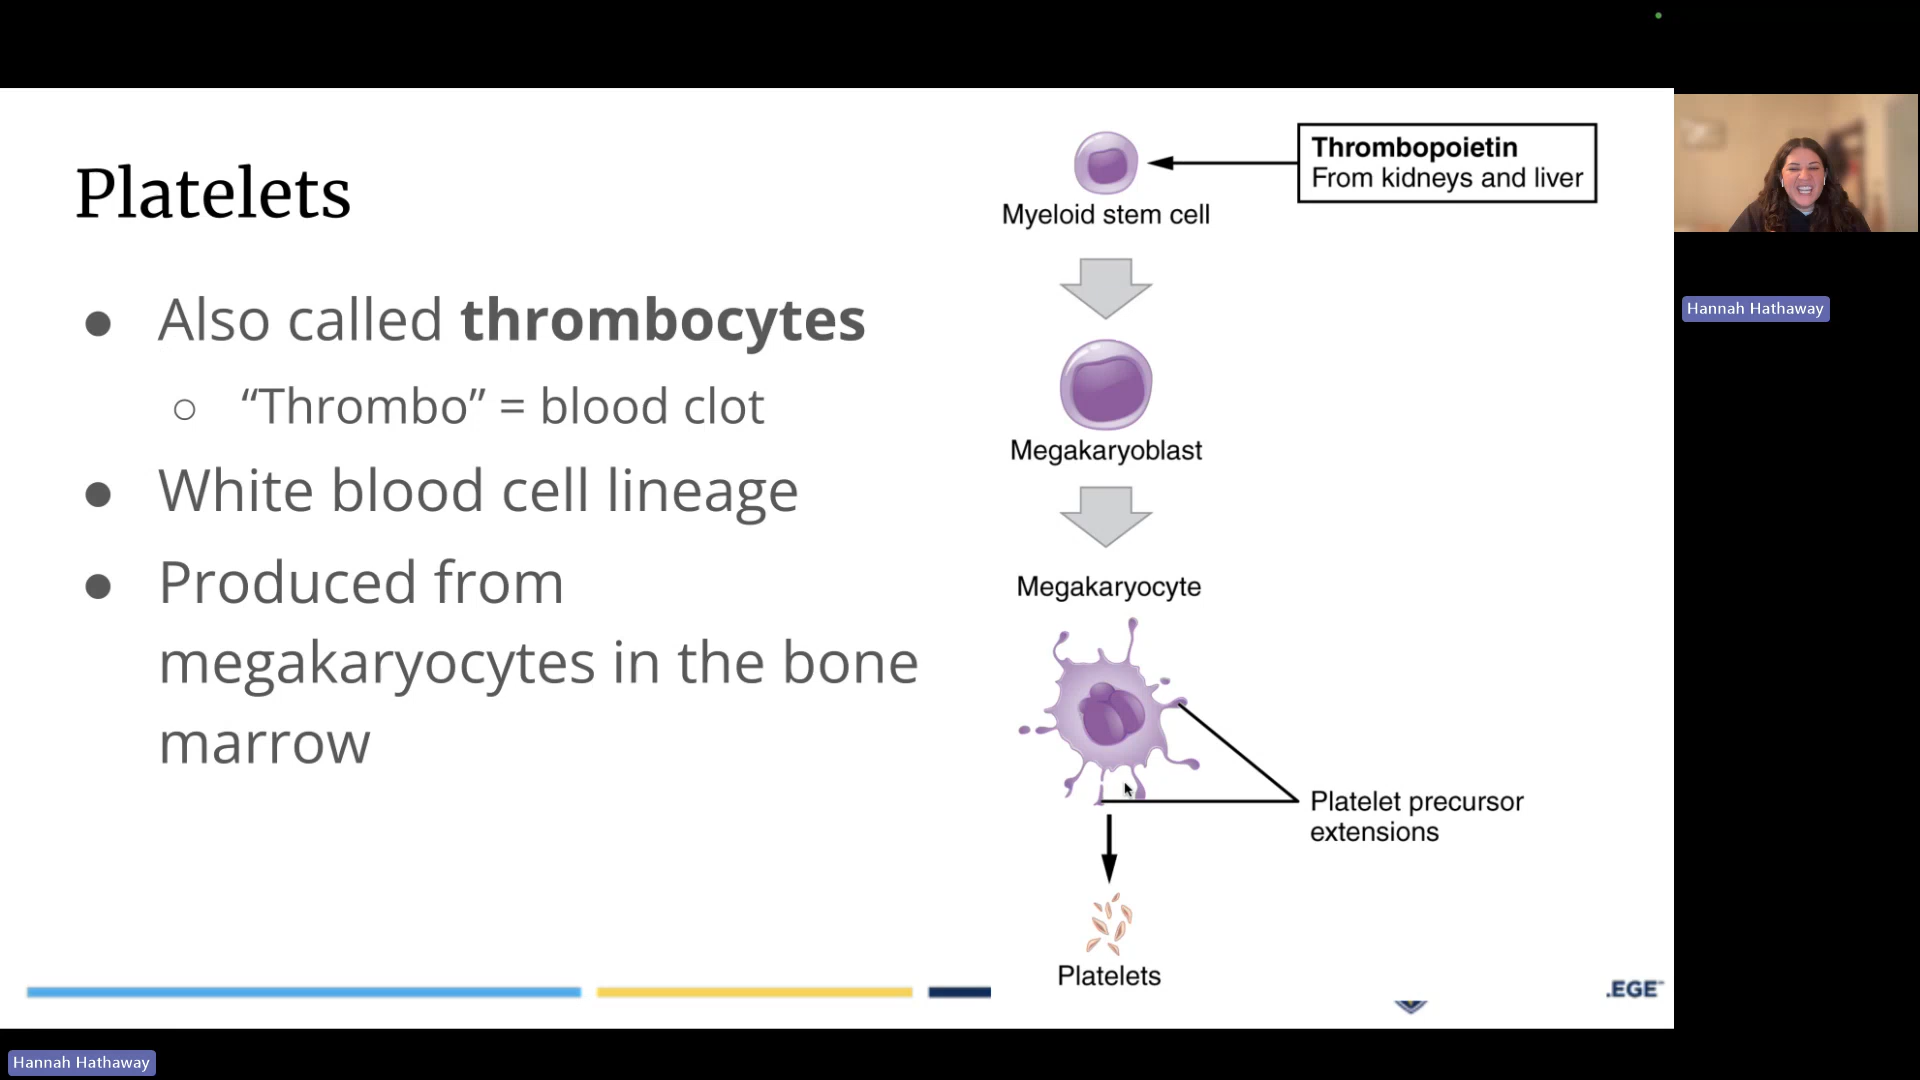 Platelets
● Also called thrombocytes
○ “Thrombo” = blood clot
● White blood cell lineage
● Produced from
megakaryocytes in the bone
marrow
Thrombopoietin
From kidneys and liver
Myeloid stem cell
Megakaryoblast
Megakaryocyte
Platelet precursor
extensions
Platelets
.EGE
Hannah Hathaway
Hannah Hathaway